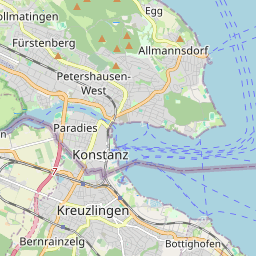 Egg
ollmatingen
Fürstenberg
Allmannsdorf
Petershausen-
West
Paradies
Konstanz
Kreuzlingen
Bernrainzelg
Bottighofen